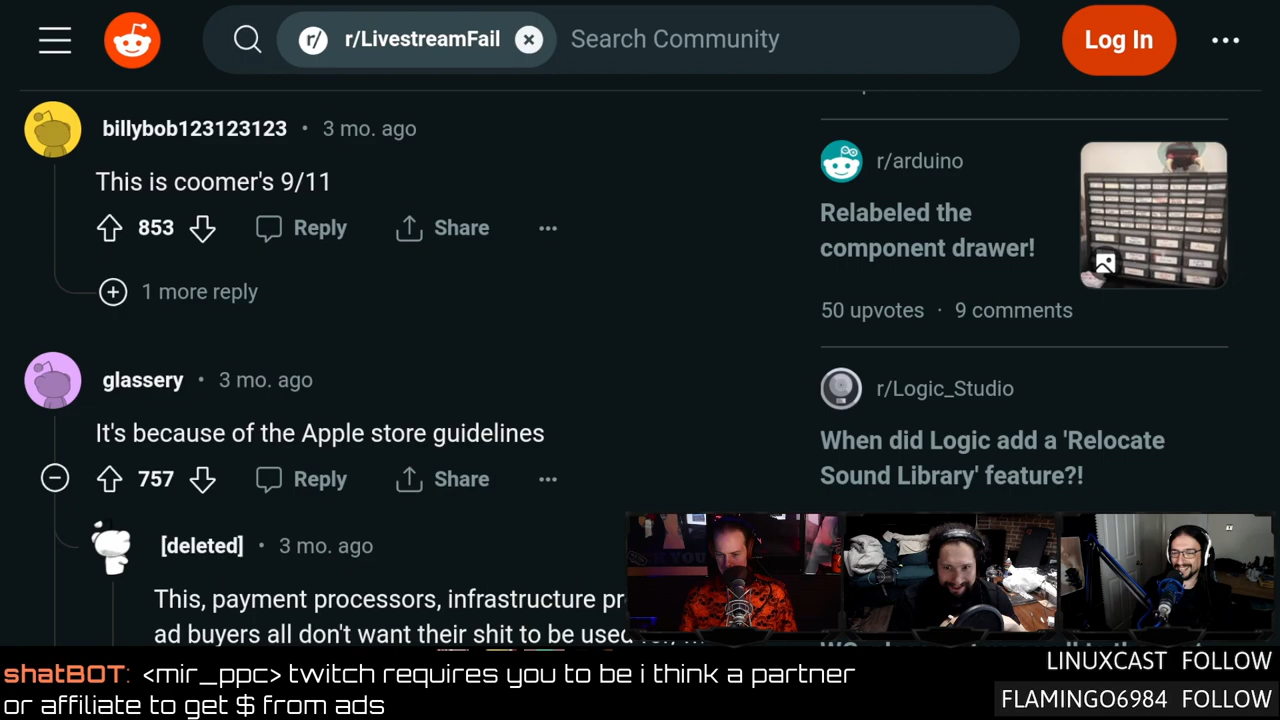 r/ r/LivestreamFail Search Community Log In
billybob123123123 • 3 mo. ago
This is coomer's 9/11
853 Reply Share
1 more reply
glassery • 3 mo. ago
It's because of the Apple store guidelines
757 Reply Share
[deleted] • 3 mo. ago
This, payment processors, infrastructure
ad buyers all don't want their shit to be used
r/arduino
Relabeled the
component drawer!
50 upvotes · 9 comments
r/Logic_Studio
When did Logic add a 'Relocate
Sound Library' feature?!
shatBOT: <mir_ppc> twitch requires you to be i think a partner
or affiliate to get $ from ads
LINUXCAST FOLLOW
FLAMINGO6984 FOLLOW